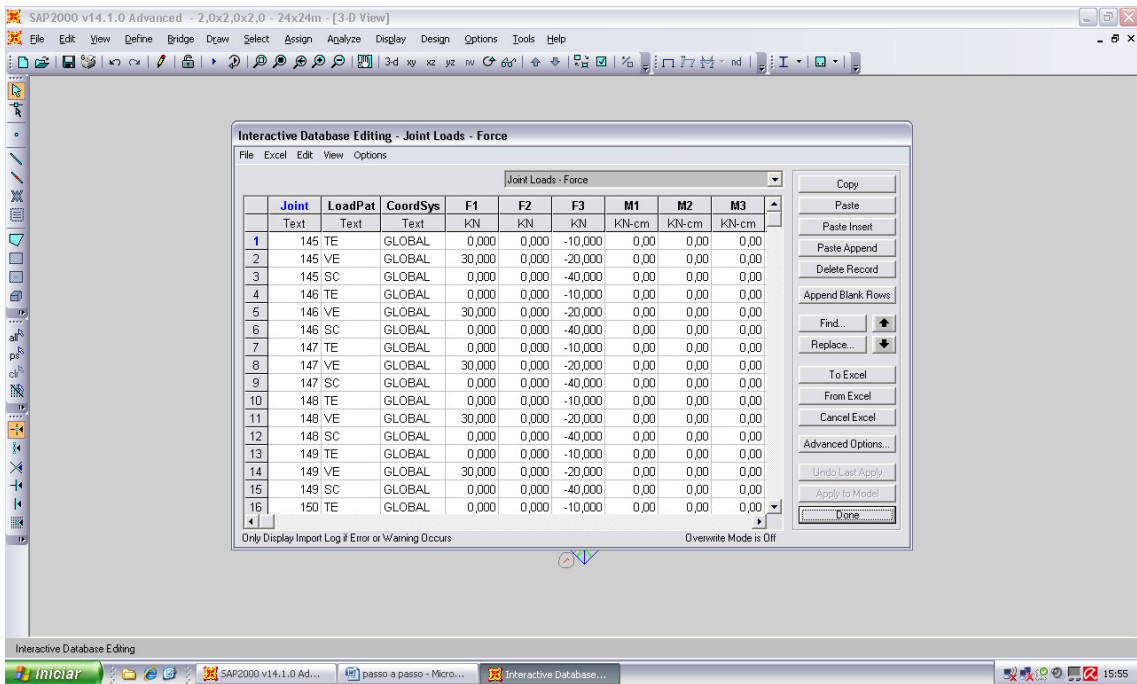 SAP2000 v14.1.0 Advanced - 2,0x2,0x2,0 - 24x24m - [3-D View]
File Edit View Define Bridge Draw Select Assign Analyze Display Design Options Tools Help
3-d xy xz yz nv nd
Interactive Database Editing - Joint Loads - Force
File Excel Edit View Options
Joint Loads - Force
Joint LoadPat CoordSys F1 F2 F3 M1 M2 M3
Text Text Text KN KN KN KN-cm KN-cm KN-cm
1 145 TE GLOBAL 0,000 0,000 -10,000 0,00 0,00 0,00
2 145 VE GLOBAL 30,000 0,000 -20,000 0,00 0,00 0,00
3 145 SC GLOBAL 0,000 0,000 -40,000 0,00 0,00 0,00
4 146 TE GLOBAL 0,000 0,000 -10,000 0,00 0,00 0,00
5 146 VE GLOBAL 30,000 0,000 -20,000 0,00 0,00 0,00
6 146 SC GLOBAL 0,000 0,000 -40,000 0,00 0,00 0,00
7 147 TE GLOBAL 0,000 0,000 -10,000 0,00 0,00 0,00
8 147 VE GLOBAL 30,000 0,000 -20,000 0,00 0,00 0,00
9 147 SC GLOBAL 0,000 0,000 -40,000 0,00 0,00 0,00
10 148 TE GLOBAL 0,000 0,000 -10,000 0,00 0,00 0,00
11 148 VE GLOBAL 30,000 0,000 -20,000 0,00 0,00 0,00
12 148 SC GLOBAL 0,000 0,000 -40,000 0,00 0,00 0,00
13 149 TE GLOBAL 0,000 0,000 -10,000 0,00 0,00 0,00
14 149 VE GLOBAL 30,000 0,000 -20,000 0,00 0,00 0,00
15 149 SC GLOBAL 0,000 0,000 -40,000 0,00 0,00 0,00
16 150 TE GLOBAL 0,000 0,000 -10,000 0,00 0,00 0,00
Copy
Paste
Paste Insert
Paste Append
Delete Record
Append Blank Rows
Find...
Replace...
To Excel
From Excel
Cancel Excel
Advanced Options...
Undo Last Apply
Apply to Model
Done
Only Display Import Log if Error or Warning Occurs Overwrite Mode is Off
all
ps
clr
Interactive Database Editing
Iniciar SAP2000 v14.1.0 Ad... passo a passo - Micro... Interactive Database... 15:55